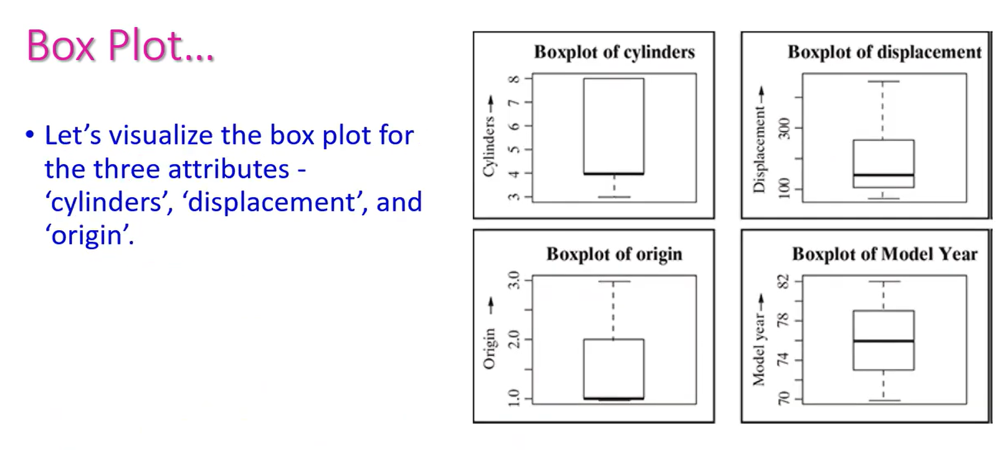 Box Plot...
• Let's visualize the box plot for
the three attributes -
'cylinders', 'displacement', and
'origin'.
Boxplot of cylinders
Cylinders
8
7
6
5
4
3
Boxplot of displacement
Displacement
300
100
Boxplot of origin
Origin
3.0
2.0
1.0
Boxplot of Model Year
Model year
82
78
74
70